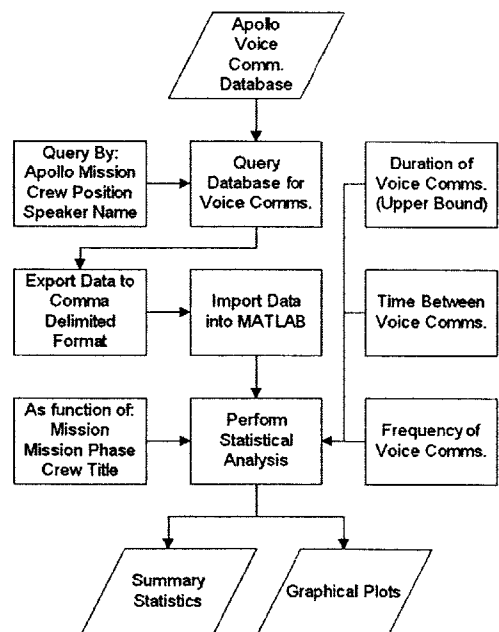 Apollo
Voice
Comm.
Database
Query By:
Apollo Mission
Crew Position
Speaker Name
Query
Database for
Voice Comms.
Duration of
Voice Comms.
(Upper Bound)
Export Data to
Comma
Delimited
Format
Import Data
into MATLAB
Time Between
Voice Comms.
As function of:
Mission
Mission Phase
Crew Title
Perform
Statistical
Analysis
Frequency of
Voice Comms.
Summary
Statistics
Graphical Plots